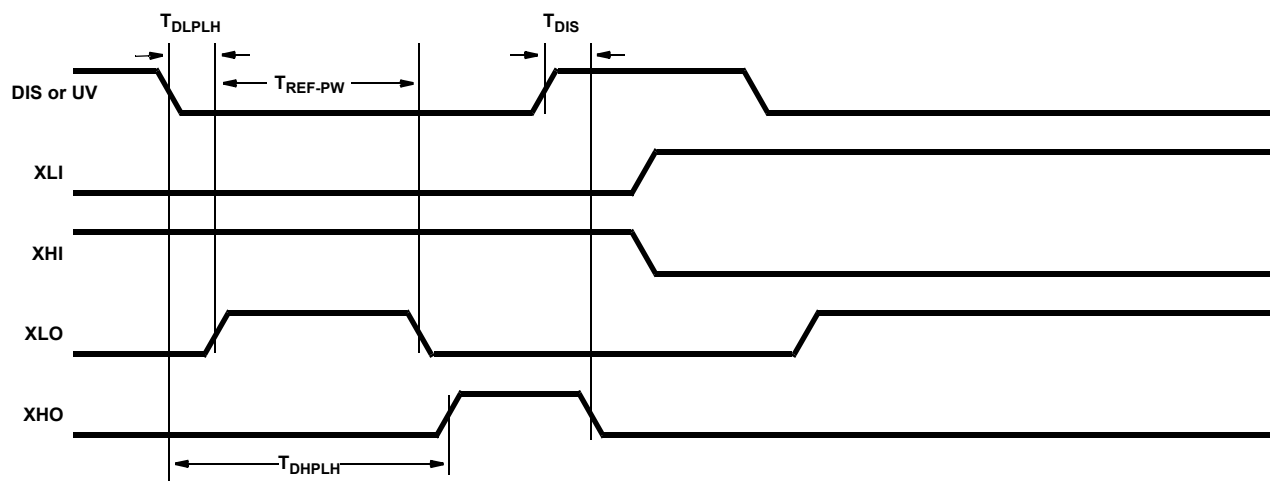 TDLPLH
TDIS
TREF-PW
DIS or UV
XLI
XHI
XLO
XHO
TDHPLH